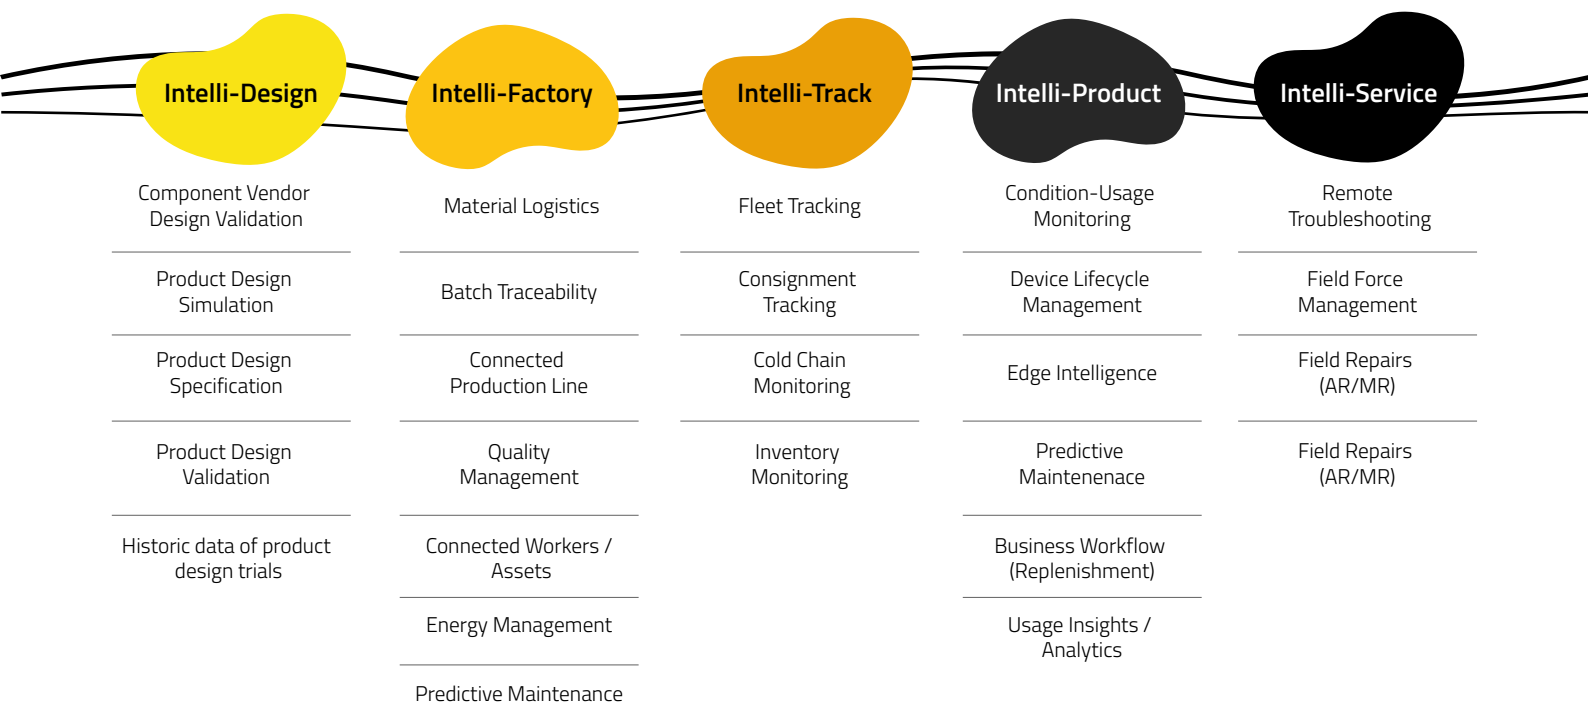 Intelli-Design
Component Vendor
Design Validation
Product Design
Simulation
Product Design
Specification
Product Design
Validation
Historic data of product
design trials
Intelli-Factory
Material Logistics
Batch Traceability
Connected
Production Line
Quality
Management
Connected Workers /
Assets
Energy Management
Predictive Maintenance
Intelli-Track
Fleet Tracking
Consignment
Tracking
Cold Chain
Monitoring
Inventory
Monitoring
Intelli-Product
Condition-Usage
Monitoring
Device Lifecycle
Management
Edge Intelligence
Predictive
Maintenenace
Business Workflow
(Replenishment)
Usage Insights /
Analytics
Intelli-Service
Remote
Troubleshooting
Field Force
Management
Field Repairs
(AR/MR)
Field Repairs
(AR/MR)